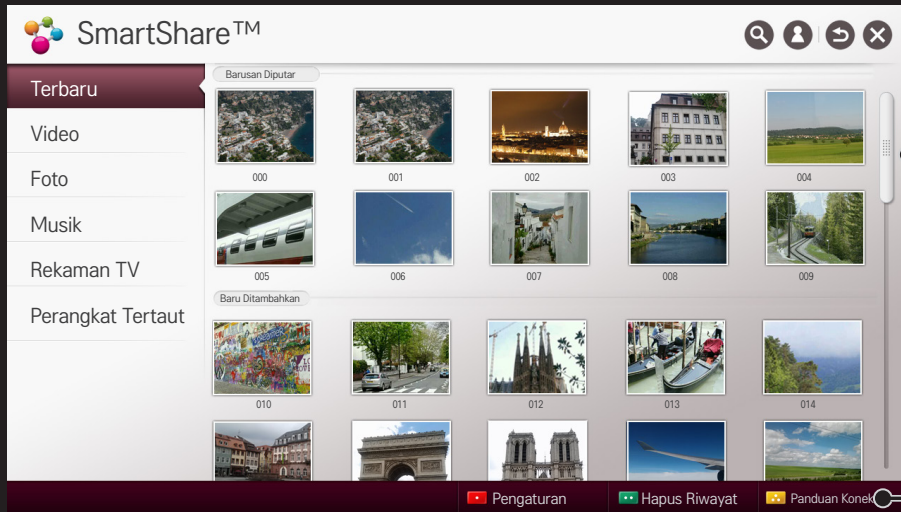 SmartShare™
Terbaru
Video
Foto
Musik
Rekaman TV
Perangkat Tertaut
Barusan Diputar
000 001 002 003 004
005 006 007 008 009
Baru Ditambahkan
010 011 012 013 014
Pengaturan Hapus Riwayat Panduan Konek